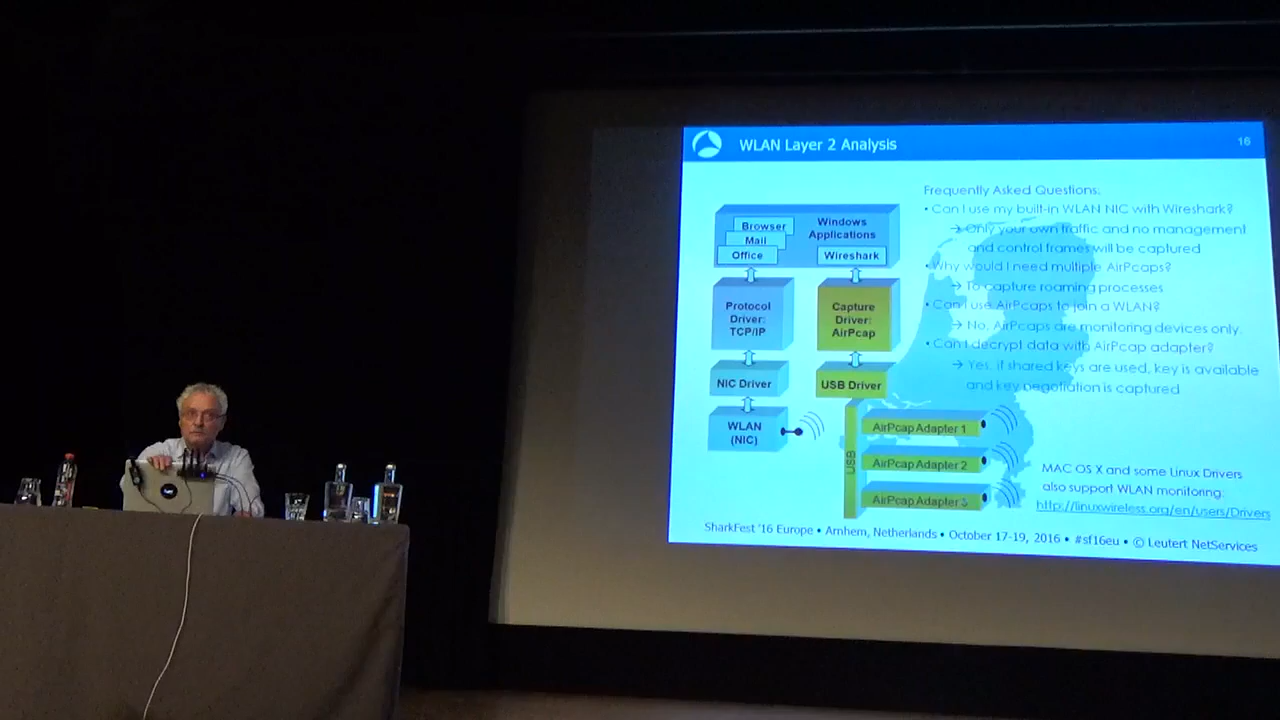 WLAN Layer 2 Analysis
16
Browser
Mail
Office
Windows
Applications
Wireshark
Protocol
Driver:
TCP/IP
Capture
Driver:
AirPcap
NIC Driver
USB Driver
WLAN
(NIC)
USB
AirPcap Adapter 1
AirPcap Adapter 2
AirPcap Adapter 3
Frequently Asked Questions:
• Can I use my built-in WLAN NIC with Wireshark?
→ Only your own traffic and no management
and control frames will be captured
• Why would I need multiple AirPcaps?
→ To capture roaming processes
• Can I use AirPcaps to join a WLAN?
→ No, AirPcaps are monitoring devices only.
• Can I decrypt data with AirPcap adapter?
→ Yes, if shared keys are used, key is available
and key negotiation is captured
MAC OS X and some Linux Drivers
also support WLAN monitoring:
http://linuxwireless.org/en/users/Drivers
SharkFest '16 Europe • Arnhem, Netherlands • October 17-19, 2016 • #sf16eu • © Leutert NetServices